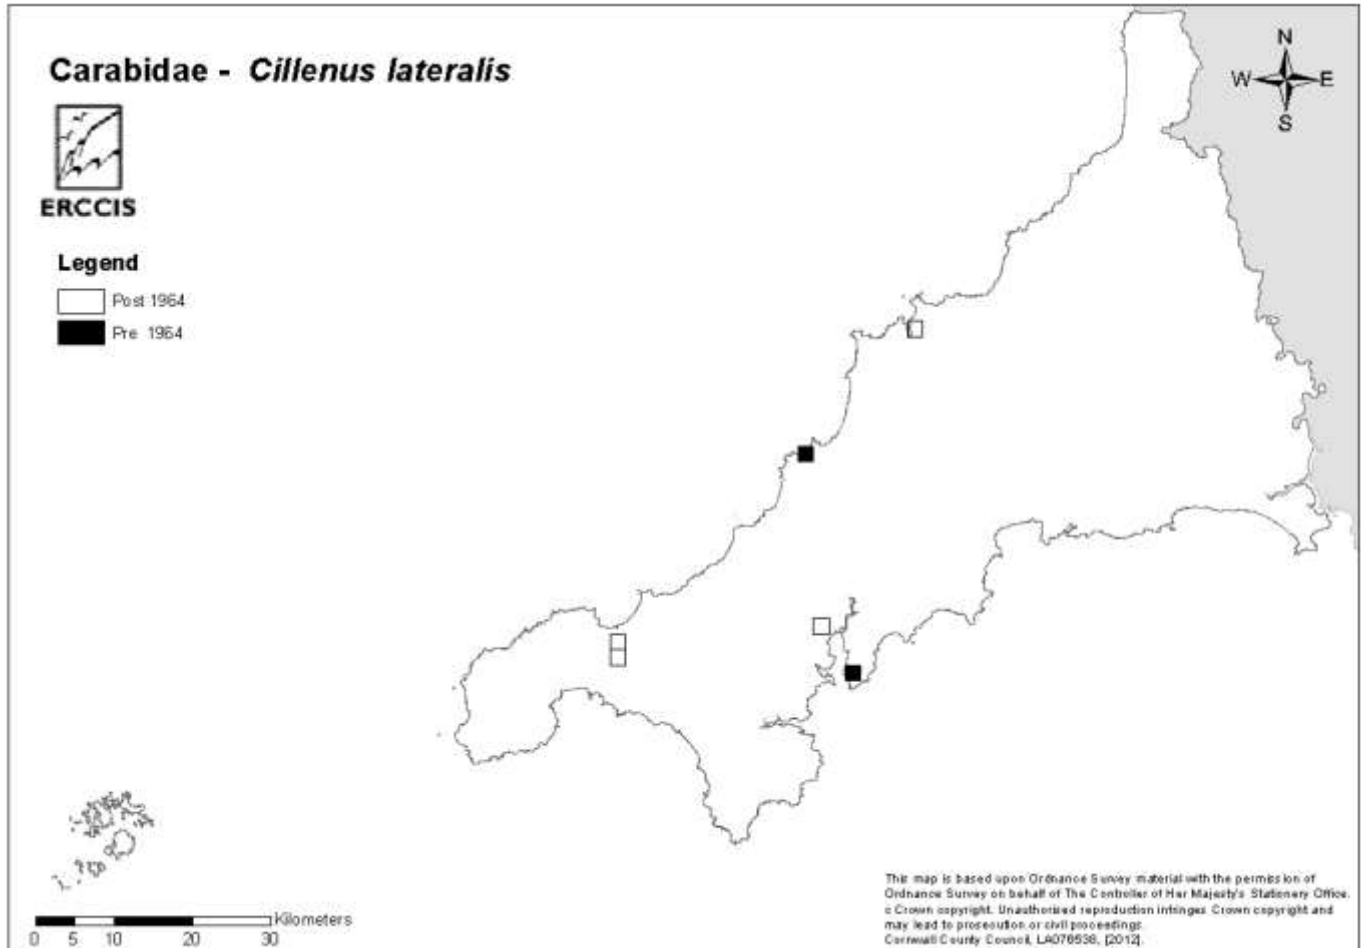 Carabidae - Cillenus lateralis
N
W E
S
ERCCIS
Legend
Post 1964
Pre 1964
Kilometers
0 5 10 20 30
This map is based upon Ordnance Survey material with the permission of
Ordnance Survey on behalf of The Controller of Her Majesty's Stationery Office.
c Crown copyright. Unauthorised reproduction infringes Crown copyright and
may lead to prosecution or civil proceedings.
Cornwall County Council, LA076538, [2012].